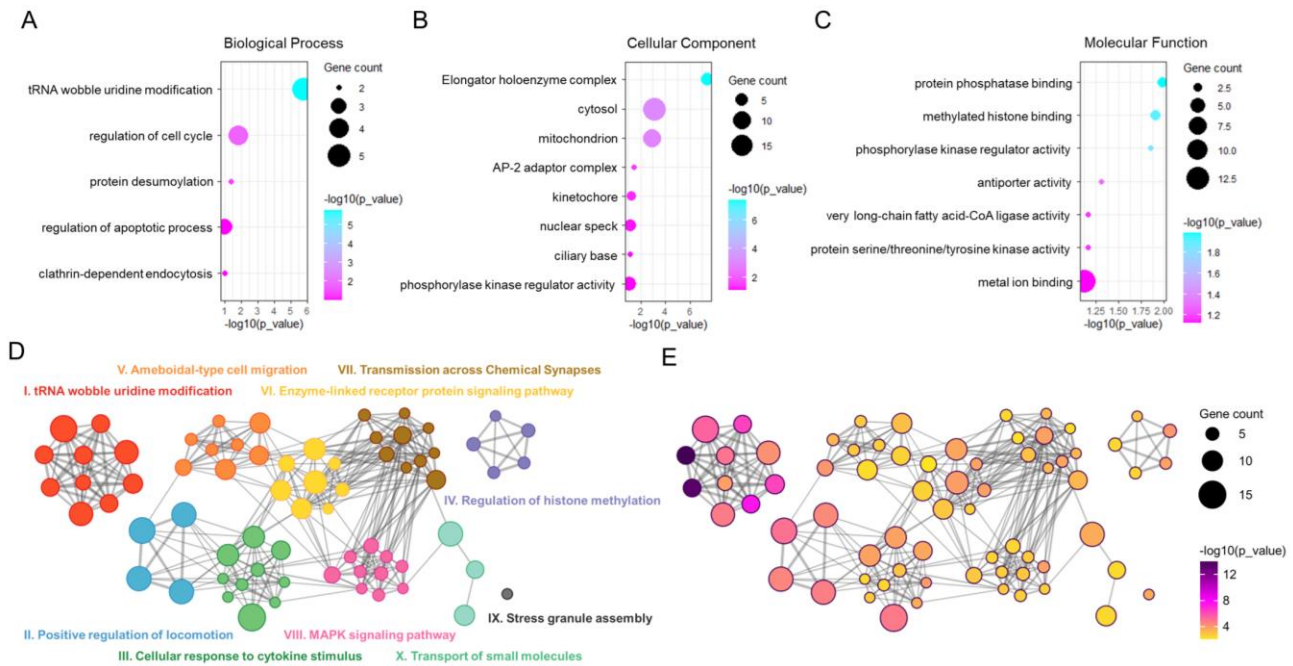 A
Biological Process
tRNA wobble uridine modification
regulation of cell cycle
protein desumoylation
regulation of apoptotic process
clathrin-dependent endocytosis
1 2 3 4 5 6
-log10(p_value)
Gene count
2
3
4
5
-log10(p_value)
5
4
3
2
B
Cellular Component
Elongator holoenzyme complex
cytosol
mitochondrion
AP-2 adaptor complex
kinetochore
nuclear speck
ciliary base
phosphorylase kinase regulator activity
2 4 6
-log10(p_value)
Gene count
5
10
15
-log10(p_value)
6
4
2
C
Molecular Function
protein phosphatase binding
methylated histone binding
phosphorylase kinase regulator activity
antiporter activity
very long-chain fatty acid-CoA ligase activity
protein serine/threonine/tyrosine kinase activity
metal ion binding
1.25 1.50 1.75 2.00
-log10(p_value)
Gene count
2.5
5.0
7.5
10.0
12.5
-log10(p_value)
1.8
1.6
1.4
1.2
D
V. Ameboidal-type cell migration
VII. Transmission across Chemical Synapses
I. tRNA wobble uridine modification
VI. Enzyme-linked receptor protein signaling pathway
IV. Regulation of histone methylation
IX. Stress granule assembly
II. Positive regulation of locomotion
VIII. MAPK signaling pathway
III. Cellular response to cytokine stimulus
X. Transport of small molecules
E
Gene count
5
10
15
-log10(p_value)
12
8
4